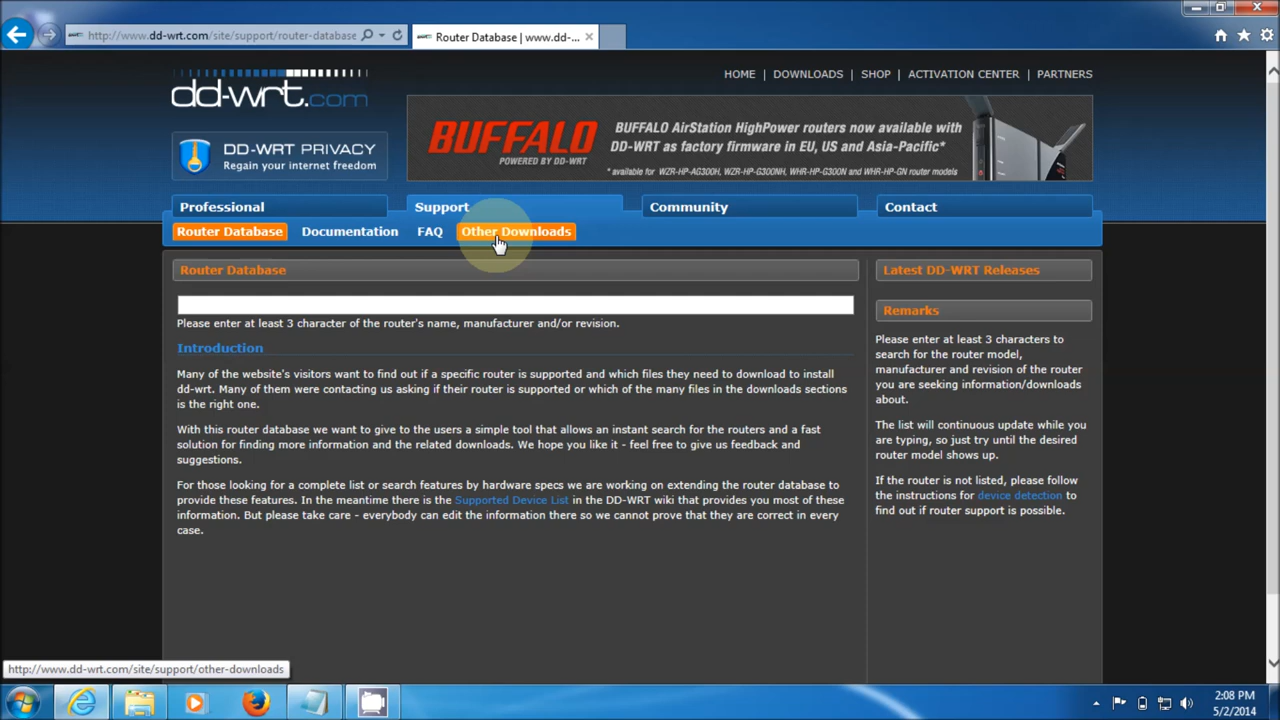 http://www.dd-wrt.com/site/support/router-database
Router Database | www.dd-...
dd-wrt.com
HOME | DOWNLOADS | SHOP | ACTIVATION CENTER | PARTNERS
DD-WRT PRIVACY
Regain your internet freedom
BUFFALO
POWERED BY DD-WRT
BUFFALO AirStation HighPower routers now available with
DD-WRT as factory firmware in EU, US and Asia-Pacific*
*available for WZR-HP-AG300H, WZR-HP-G300NH, WHR-HP-G300N and WHR-HP-GN router models
Professional
Support
Community
Contact
Router Database
Documentation
FAQ
Other Downloads
Router Database
Please enter at least 3 character of the router's name, manufacturer and/or revision.
Introduction
Many of the website's visitors want to find out if a specific router is supported and which files they need to download to install
dd-wrt. Many of them were contacting us asking if their router is supported or which of the many files in the downloads sections
is the right one.
With this router database we want to give to the users a simple tool that allows an instant search for the routers and a fast
solution for finding more information and the related downloads. We hope you like it - feel free to give us feedback and
suggestions.
For those looking for a complete list or search features by hardware specs we are working on extending the router database to
provide these features. In the meantime there is the Supported Device List in the DD-WRT wiki that provides you most of these
information. But please take care - everybody can edit the information there so we cannot prove that they are correct in every
case.
Latest DD-WRT Releases
Remarks
Please enter at least 3 characters to
search for the router model,
manufacturer and revision of the router
you are seeking information/downloads
about.
The list will continuous update while you
are typing, so just try until the desired
router model shows up.
If the router is not listed, please follow
the instructions for device detection to
find out if router support is possible.
http://www.dd-wrt.com/site/support/other-downloads
2:08 PM
5/2/2014